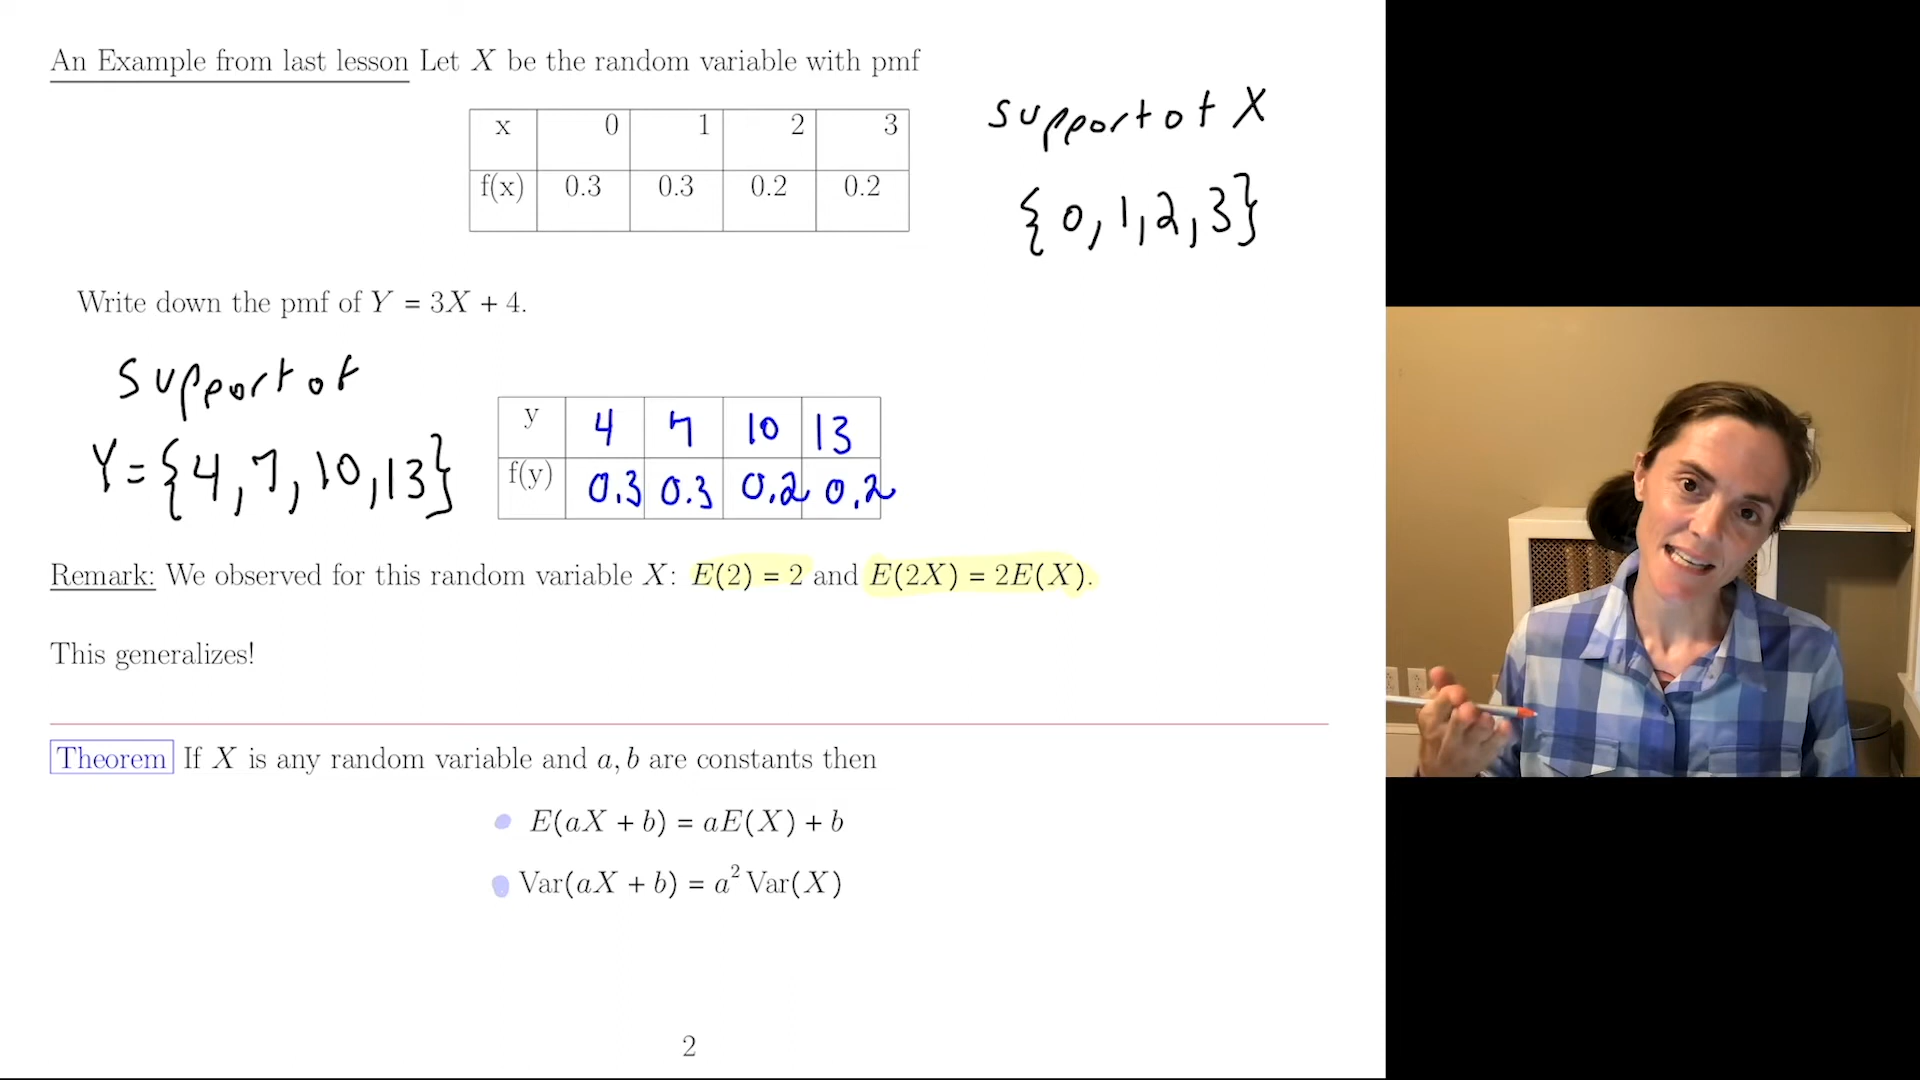 An Example from last lesson Let X be the random variable with pmf
x 0 1 2 3
f(x) 0.3 0.3 0.2 0.2
support of X
{0, 1, 2, 3}
Write down the pmf of Y = 3X + 4.
support of
Y = {4, 7, 10, 13}
y 4 7 10 13
f(y) 0.3 0.3 0.2 0.2
Remark: We observed for this random variable X: E(2) = 2 and E(2X) = 2E(X).
This generalizes!
Theorem If X is any random variable and a, b are constants then
E(aX + b) = aE(X) + b
Var(aX + b) = a² Var(X)
2